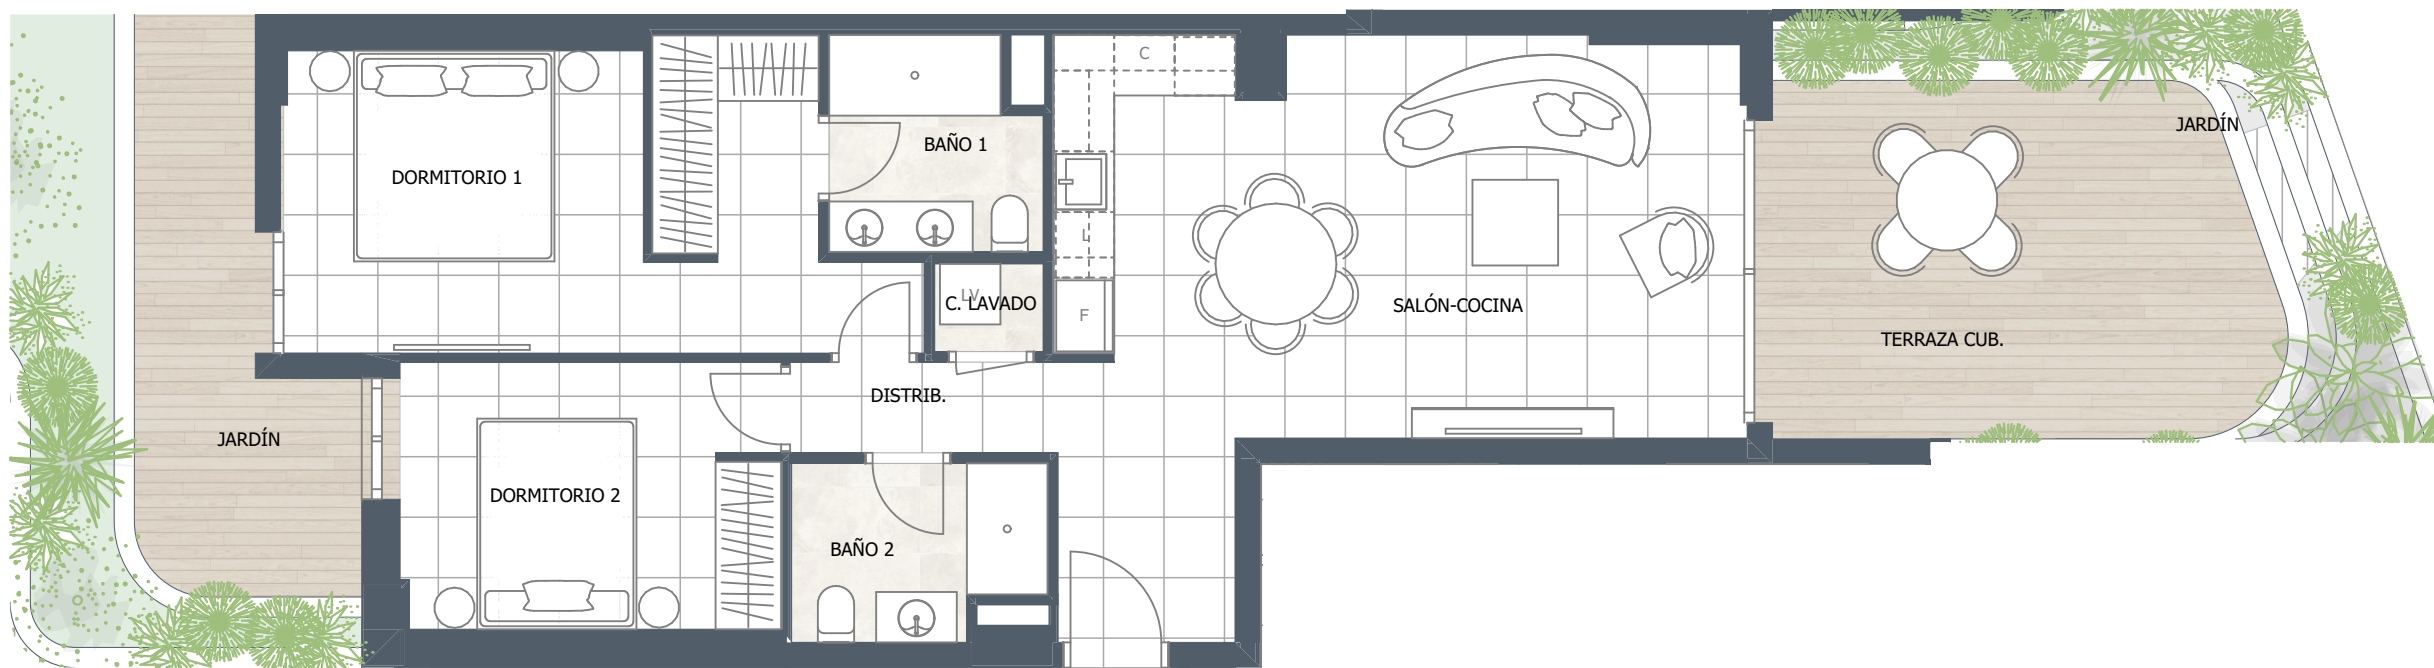 C
JARDÍN
BAÑO 1
DORMITORIO 1
L
LV
C. LAVADO
F
SALÓN-COCINA
TERRAZA CUB.
DISTRIB.
JARDÍN
DORMITORIO 2
BAÑO 2